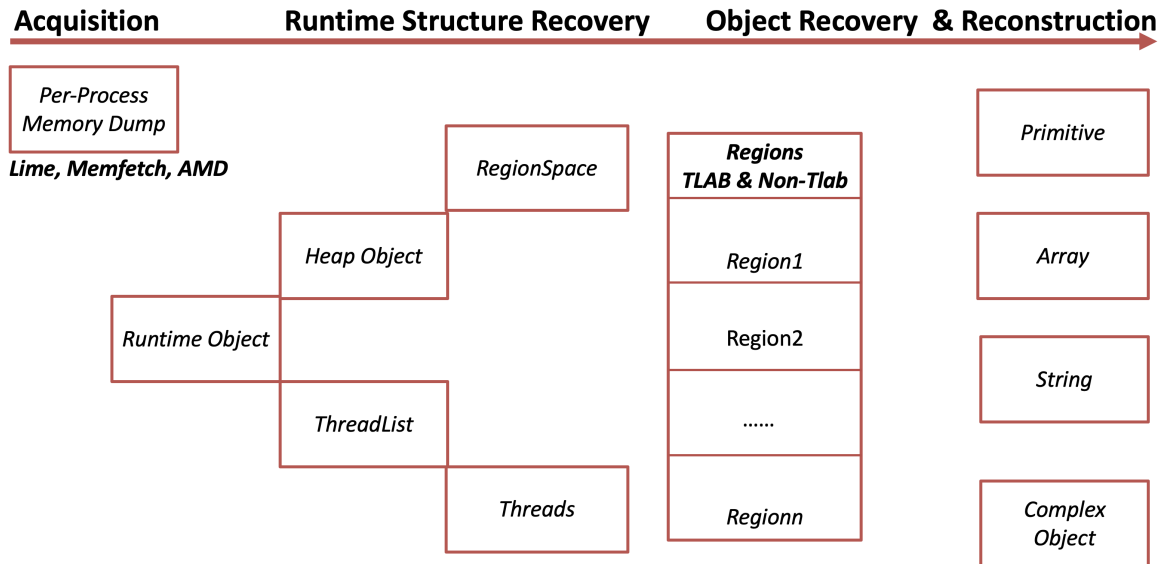 Acquisition
Runtime Structure Recovery
Object Recovery & Reconstruction
Per-Process
Memory Dump
Lime, Memfetch, AMD
Runtime Object
Heap Object
ThreadList
RegionSpace
Threads
Regions
TLAB & Non-Tlab
Region1
Region2
......
Regionn
Primitive
Array
String
Complex
Object